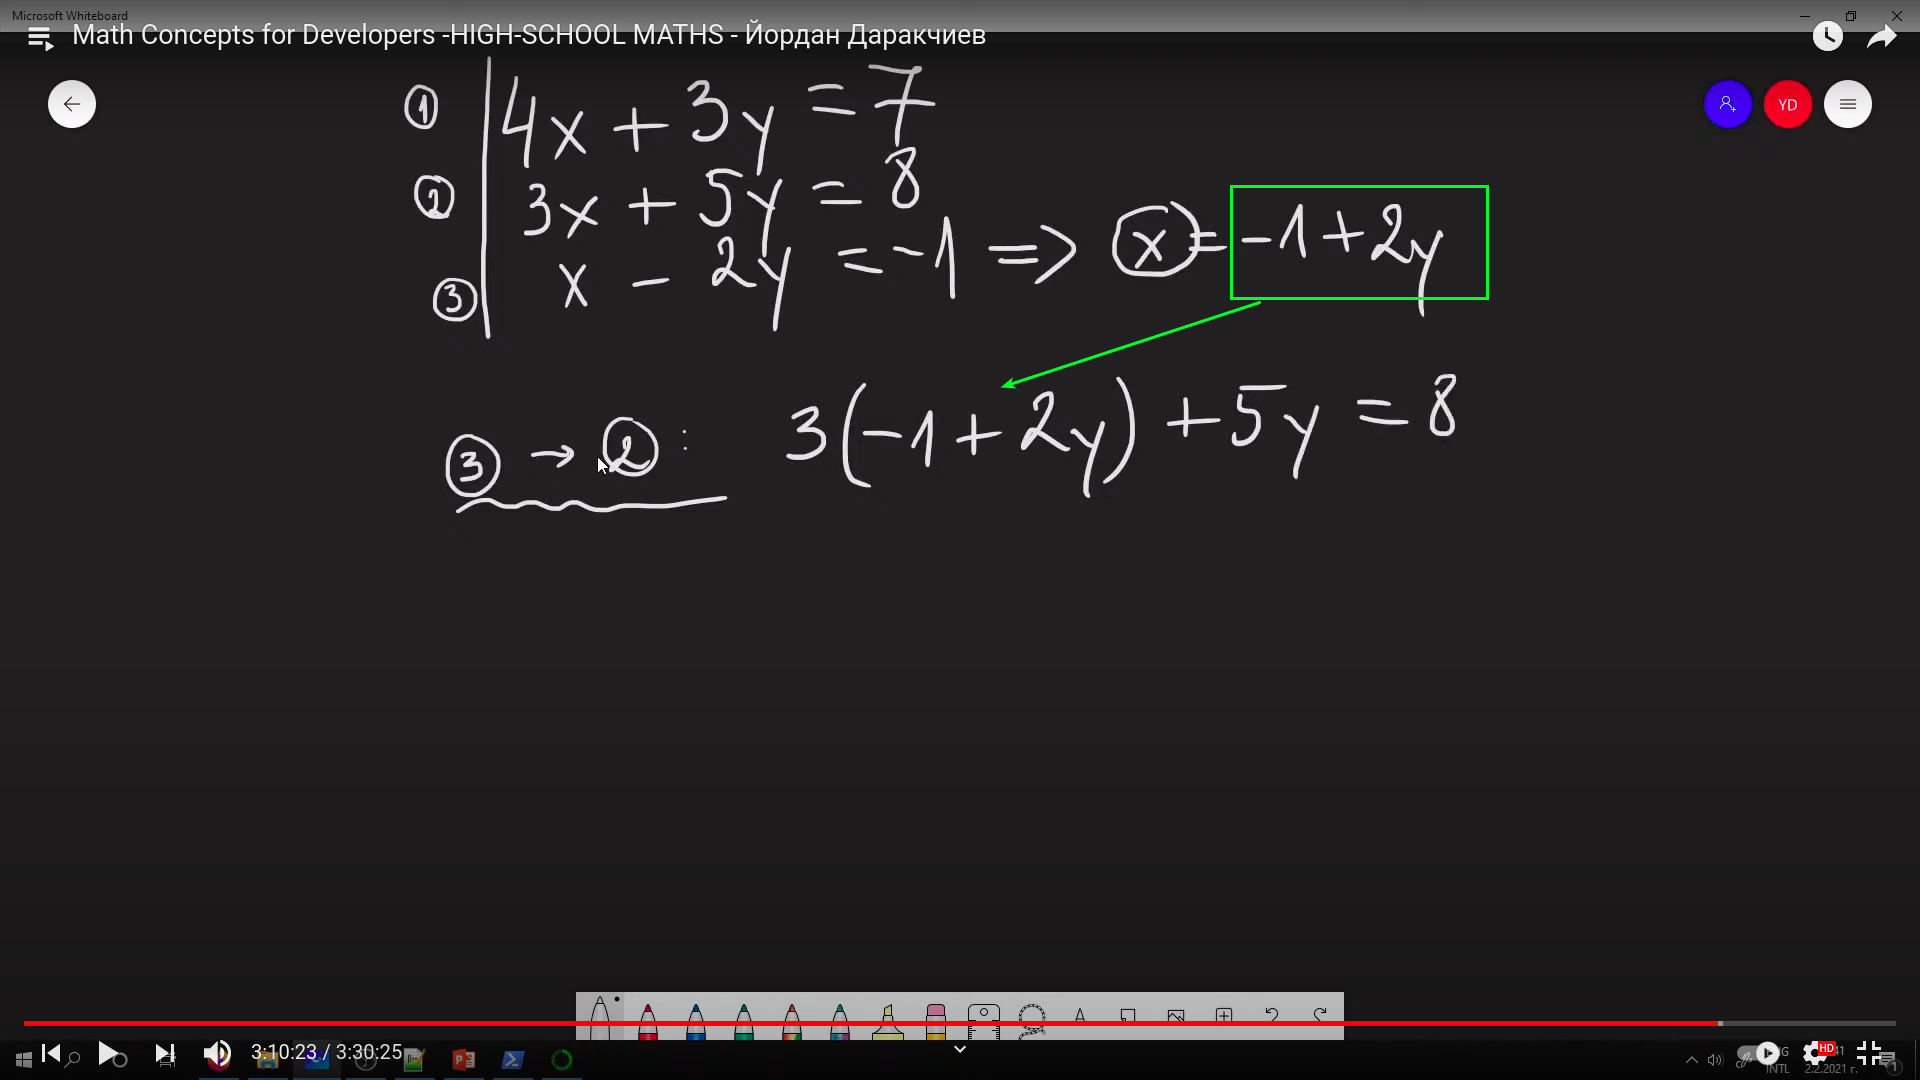 Microsoft Whiteboard
Math Concepts for Developers -HIGH-SCHOOL MATHS - Йордан Даракчиев
YD
① 4x + 3y = 7
② 3x + 5y = 8
③ x - 2y = -1 => x = -1 + 2y
③ → ② : 3(-1 + 2y) + 5y = 8
3:10:23 / 3:30:25
HD
INTL
2.2.2021 г.